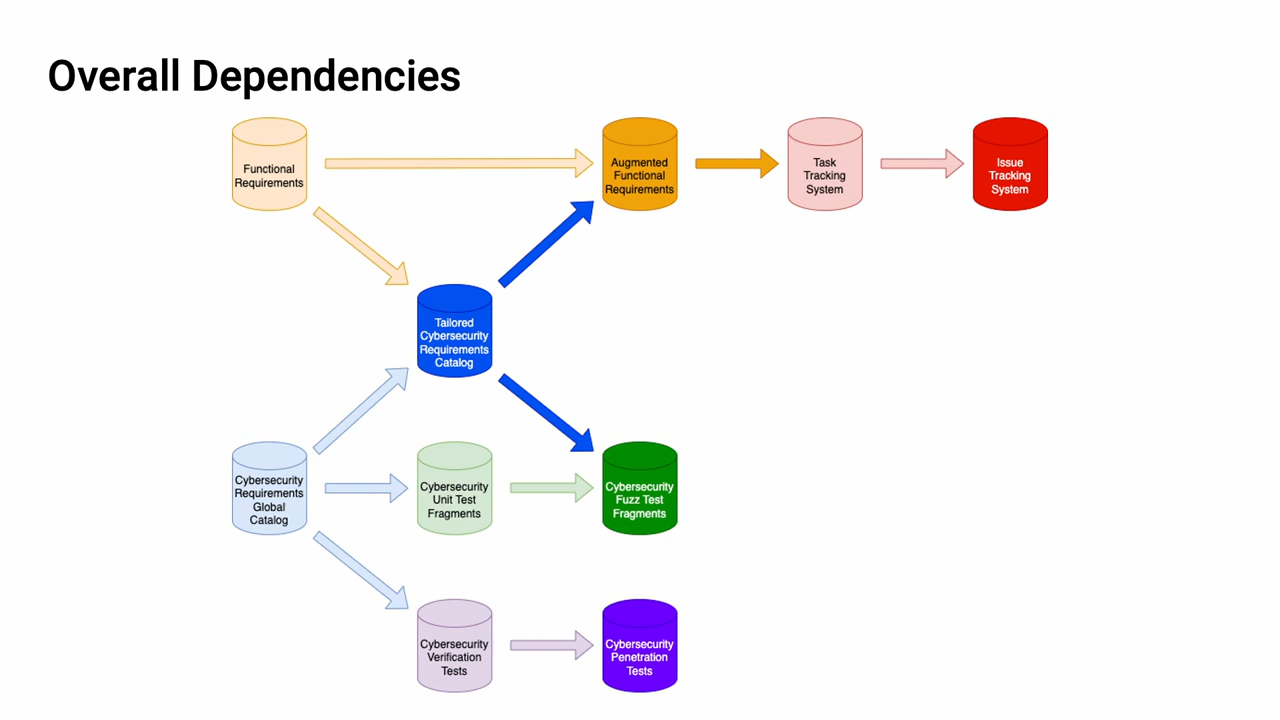 Overall Dependencies
Functional
Requirements
Augmented
Functional
Requirements
Task
Tracking
System
Issue
Tracking
System
Tailored
Cybersecurity
Requirements
Catalog
Cybersecurity
Requirements
Global
Catalog
Cybersecurity
Unit Test
Fragments
Cybersecurity
Fuzz Test
Fragments
Cybersecurity
Verification
Tests
Cybersecurity
Penetration
Tests